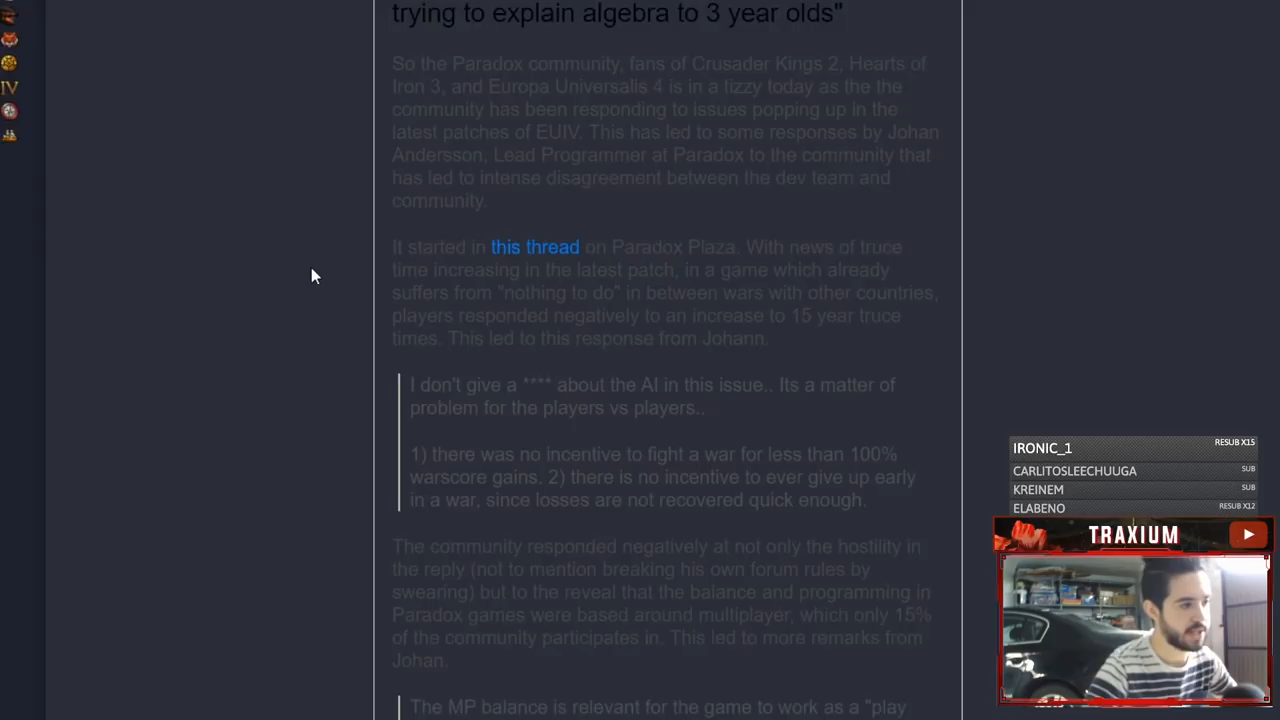 trying to explain algebra to 3 year olds"
So the Paradox community, fans of Crusader Kings 2, Hearts of
Iron 3, and Europa Universalis 4 is in a tizzy today as the the
community has been responding to issues popping up in the
latest patches of EUIV. This has led to some responses by Johan
Andersson, Lead Programmer at Paradox to the community that
has led to intense disagreement between the dev team and
community.
It started in this thread on Paradox Plaza. With news of truce
time increasing in the latest patch, in a game which already
suffers from "nothing to do" in between wars with other countries,
players responded negatively to an increase to 15 year truce
times. This led to this response from Johann.
I don't give a **** about the AI in this issue.. Its a matter of
problem for the players vs players..
1) there was no incentive to fight a war for less than 100%
warscore gains. 2) there is no incentive to ever give up early
in a war, since losses are not recovered quick enough.
The community responded negatively at not only the hostility in
the reply (not to mention breaking his own forum rules by
swearing) but to the reveal that the balance and programming in
Paradox games were based around multiplayer, which only 15%
of the community participates in. This led to more remarks from
Johan.
The MP balance is relevant for the game to work as a "play
IV
IRONIC_1 RESUB X15
CARLITOSLEECHUUGA SUB
KREINEM SUB
ELABENO RESUB X12
TRAXIUM